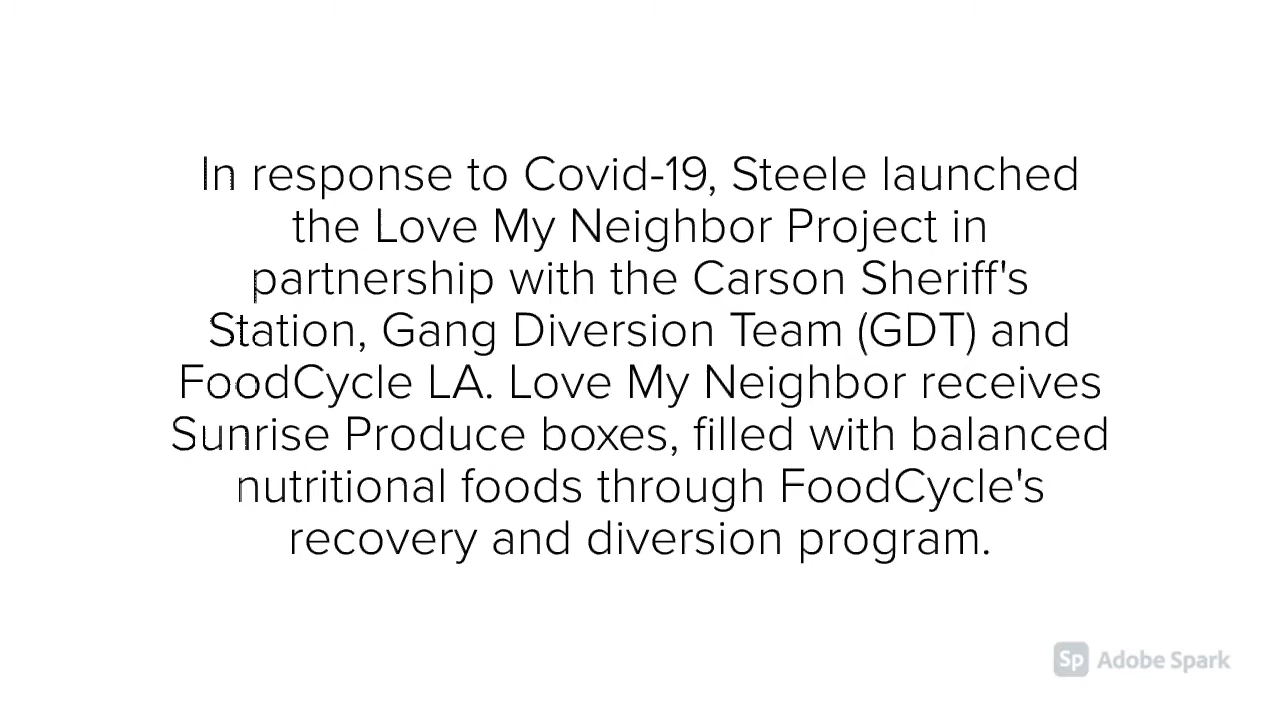 In response to Covid-19, Steele launched
the Love My Neighbor Project in
partnership with the Carson Sheriff's
Station, Gang Diversion Team (GDT) and
FoodCycle LA. Love My Neighbor receives
Sunrise Produce boxes, filled with balanced
nutritional foods through FoodCycle's
recovery and diversion program.
Sp Adobe Spark